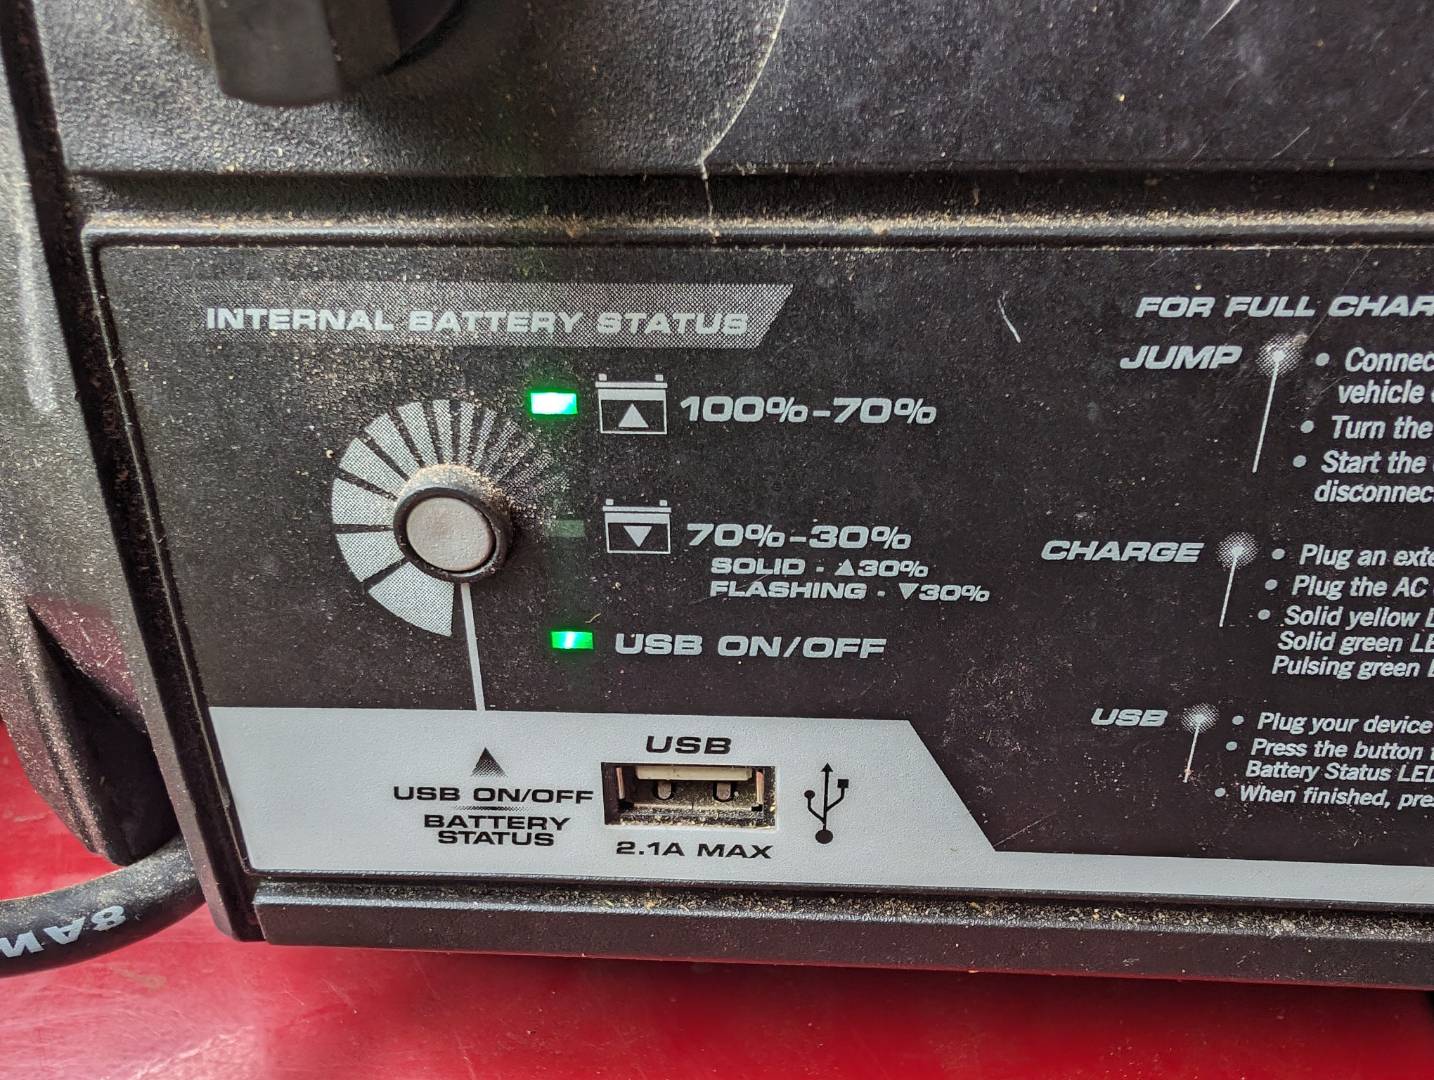 INTERNAL BATTERY STATUS
100%-70%
70%-30%
SOLID - ▲30%
FLASHING - ▼30%
USB ON/OFF
USB
USB ON/OFF
BATTERY
STATUS
2.1A MAX
FOR FULL CHAR
JUMP
• Connec
vehicle
• Turn the
• Start the
disconnec
CHARGE
• Plug an exte
• Plug the AC
• Solid yellow L
Solid green LE
Pulsing green
USB
• Plug your device
• Press the button
Battery Status LED
• When finished, pre
8AW